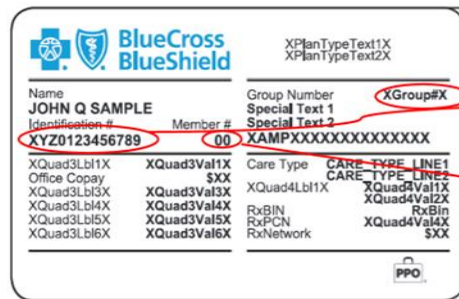 BlueCross
BlueShield
XPlanTypeText1X
XPlanTypeText2X
Name
JOHN Q SAMPLE
Identification # Member #
XYZ0123456789 00
Group Number XGroup#X
Special Text 1
Special Text 2
XAMPXXXXXXXXXXXXXX
XQuad3Lbl1X XQuad3Val1X
Office Copay $XX
XQuad3Lbl3X XQuad3Val3X
XQuad3Lbl4X XQuad3Val4X
XQuad3Lbl5X XQuad3Val5X
XQuad3Lbl6X XQuad3Val6X
Care Type CARE_TYPE_LINE1
CARE_TYPE_LINE2
XQuad4Lbl1X XQuad4Val1X
XQuad4Val2X
RxBIN RxBin
RxPCN XQuad4Val4X
RxNetwork $XX
PPO